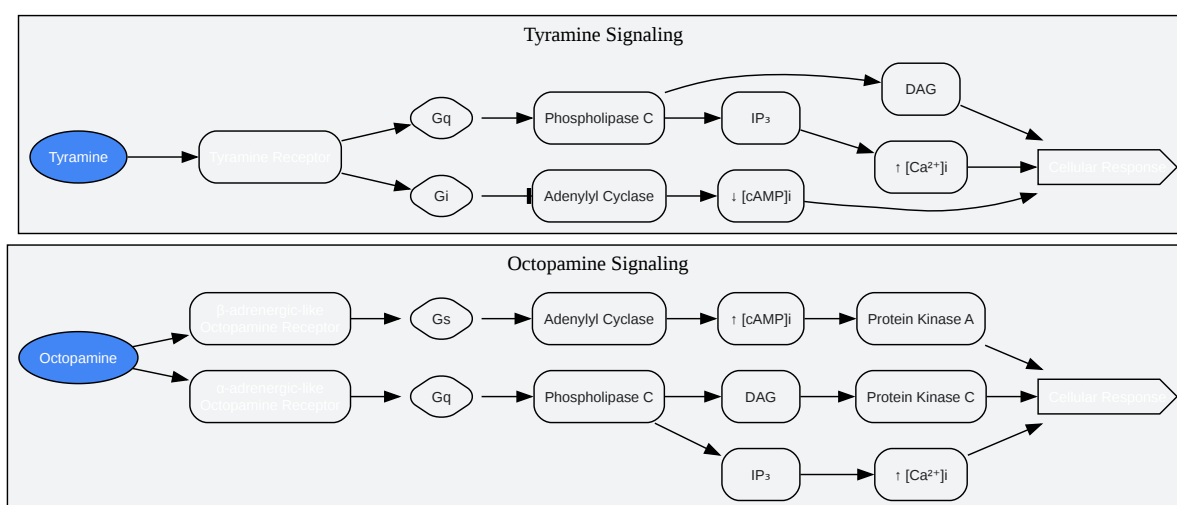 Tyramine Signaling
Tyramine
Tyramine Receptor
Gq
Phospholipase C
IP₃
DAG
↑ [Ca²⁺]i
Gi
Adenylyl Cyclase
↓ [cAMP]i
Cellular Response
Octopamine Signaling
Octopamine
β-adrenergic-like
Octopamine Receptor
Gs
Adenylyl Cyclase
↑ [cAMP]i
Protein Kinase A
α-adrenergic-like
Octopamine Receptor
Gq
Phospholipase C
DAG
Protein Kinase C
IP₃
↑ [Ca²⁺]i
Cellular Response